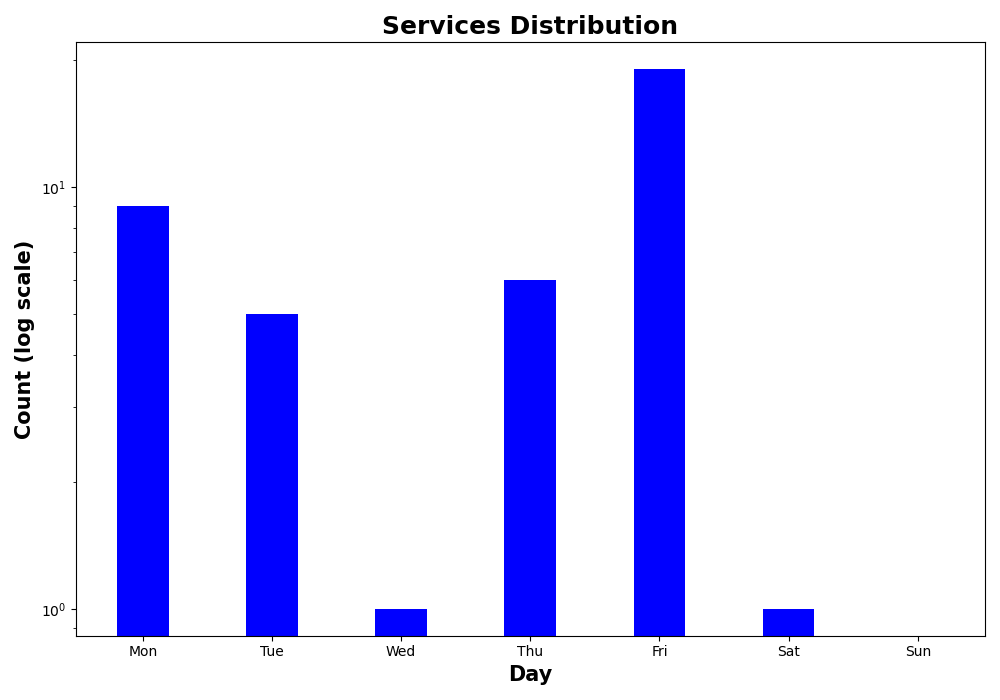 Services Distribution
Count (log scale)
10¹
10⁰
Mon Tue Wed Thu Fri Sat Sun
Day